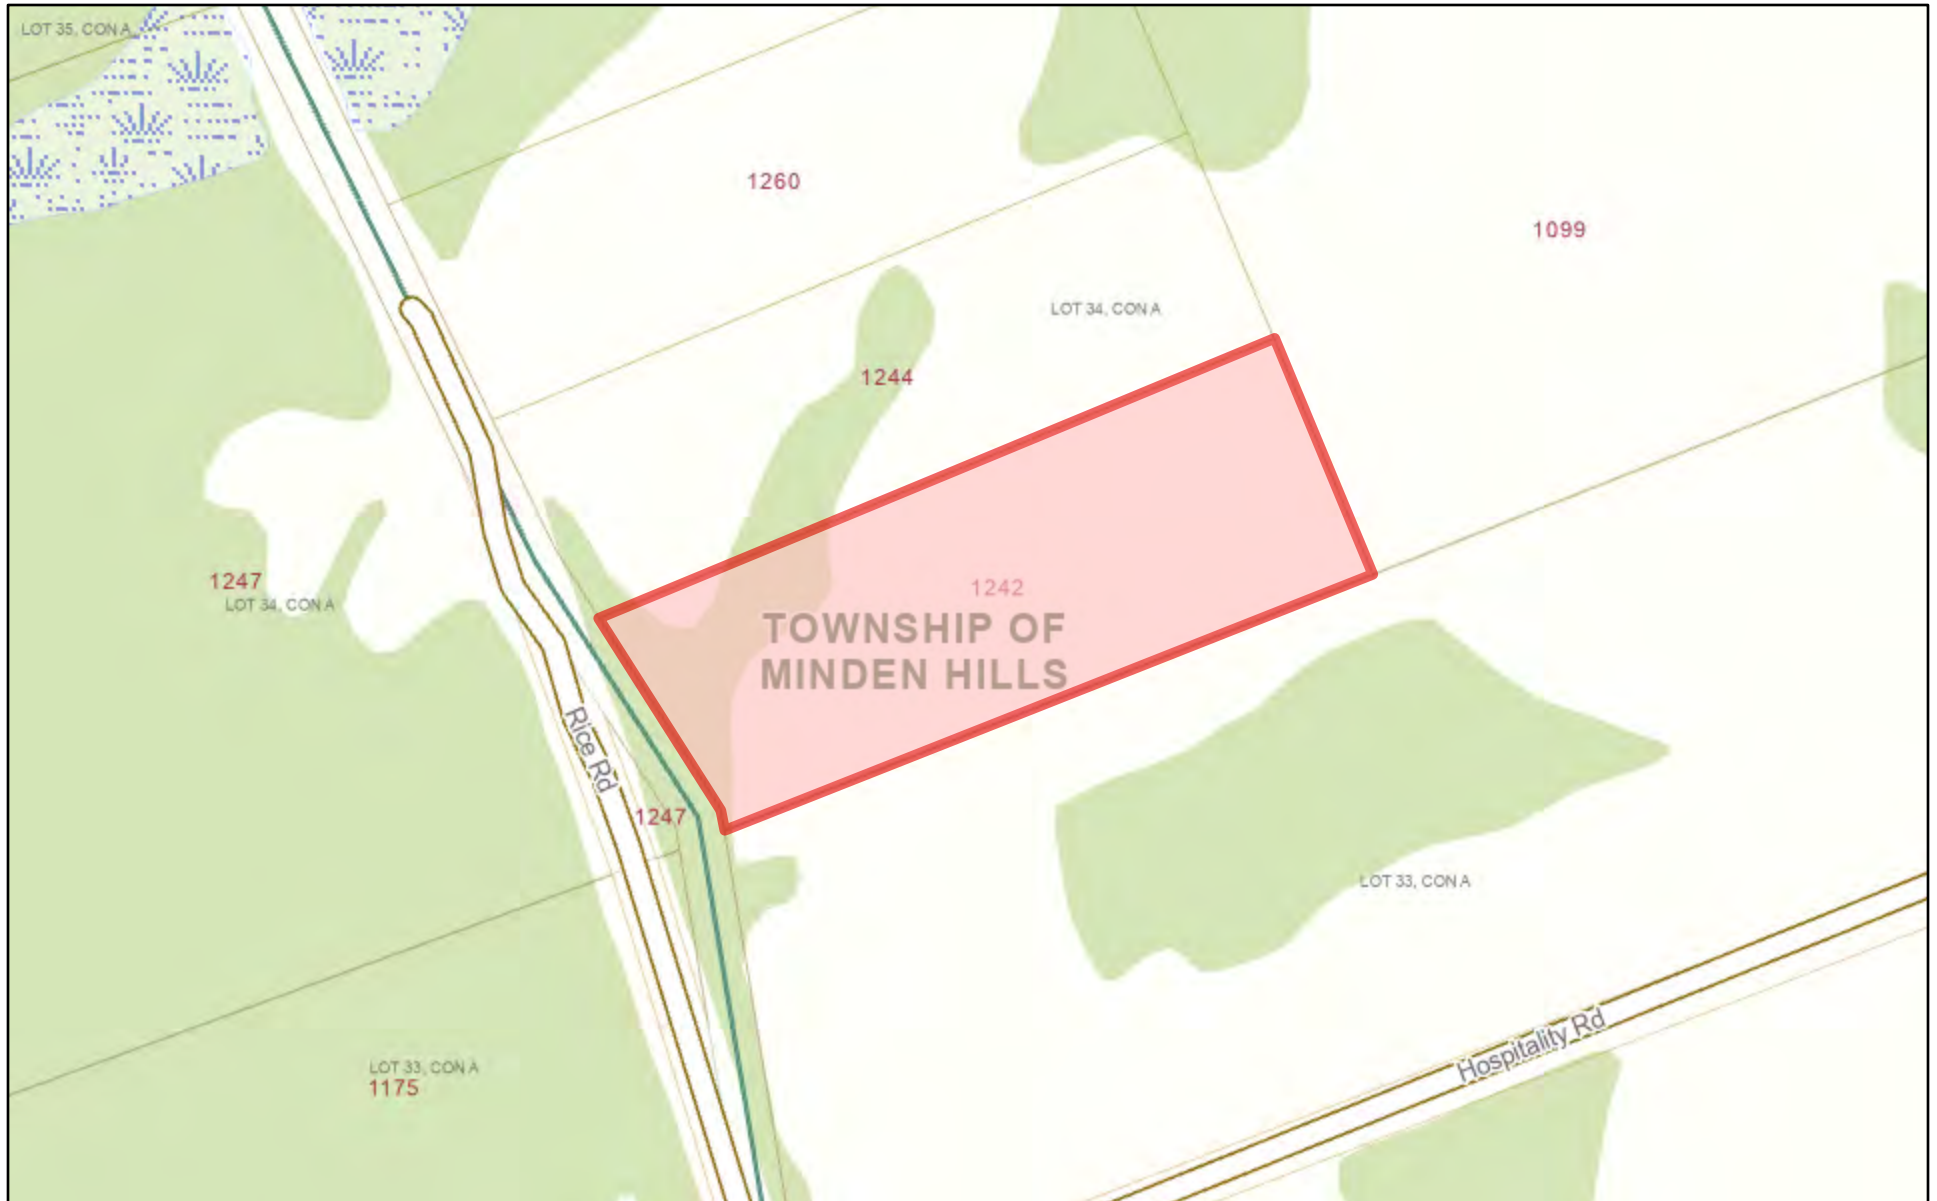 LOT 35, CON A
1260
1099
LOT 34, CON A
1244
1247
LOT 34, CON A
1242
TOWNSHIP OF
MINDEN HILLS
Rice Rd
1247
LOT 33, CON A
Hospitality Rd
LOT 33, CON A
1175